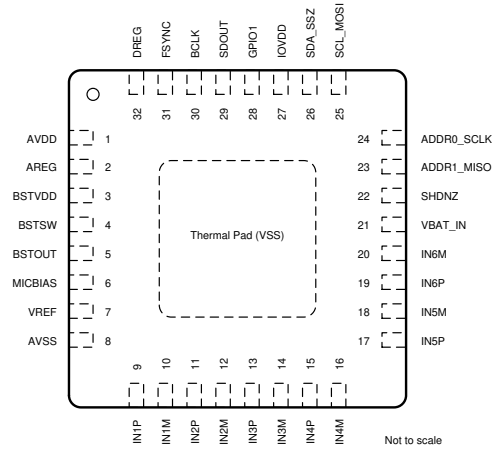 DREG
FSYNC
BCLK
SDOUT
GPIO1
IOVDD
SDA_SSZ
SCL_MOSI
32
31
30
29
28
27
26
25
AVDD 1
AREG 2
BSTVDD 3
BSTSW 4
BSTOUT 5
MICBIAS 6
VREF 7
AVSS 8
Thermal Pad (VSS)
24 ADDR0_SCLK
23 ADDR1_MISO
22 SHDNZ
21 VBAT_IN
20 IN6M
19 IN6P
18 IN5M
17 IN5P
9
10
11
12
13
14
15
16
IN1P
IN1M
IN2P
IN2M
IN3P
IN3M
IN4P
IN4M
Not to scale